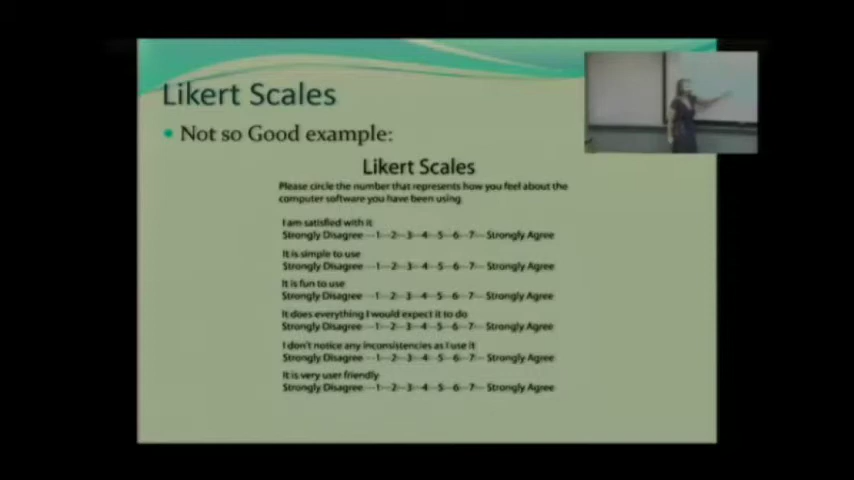 Likert Scales
Not so Good example:
Likert Scales
Please circle the number that represents how you feel about the
computer software you have been using
I am satisfied with it
Strongly Disagree ---1---2---3---4---5---6---7--- Strongly Agree
It is simple to use
Strongly Disagree ---1---2---3---4---5---6---7--- Strongly Agree
It is fun to use
Strongly Disagree ---1---2---3---4---5---6---7--- Strongly Agree
It does everything I would expect it to do
Strongly Disagree ---1---2---3---4---5---6---7--- Strongly Agree
I don't notice any inconsistencies as I use it
Strongly Disagree ---1---2---3---4---5---6---7--- Strongly Agree
It is very user friendly
Strongly Disagree ---1---2---3---4---5---6---7--- Strongly Agree